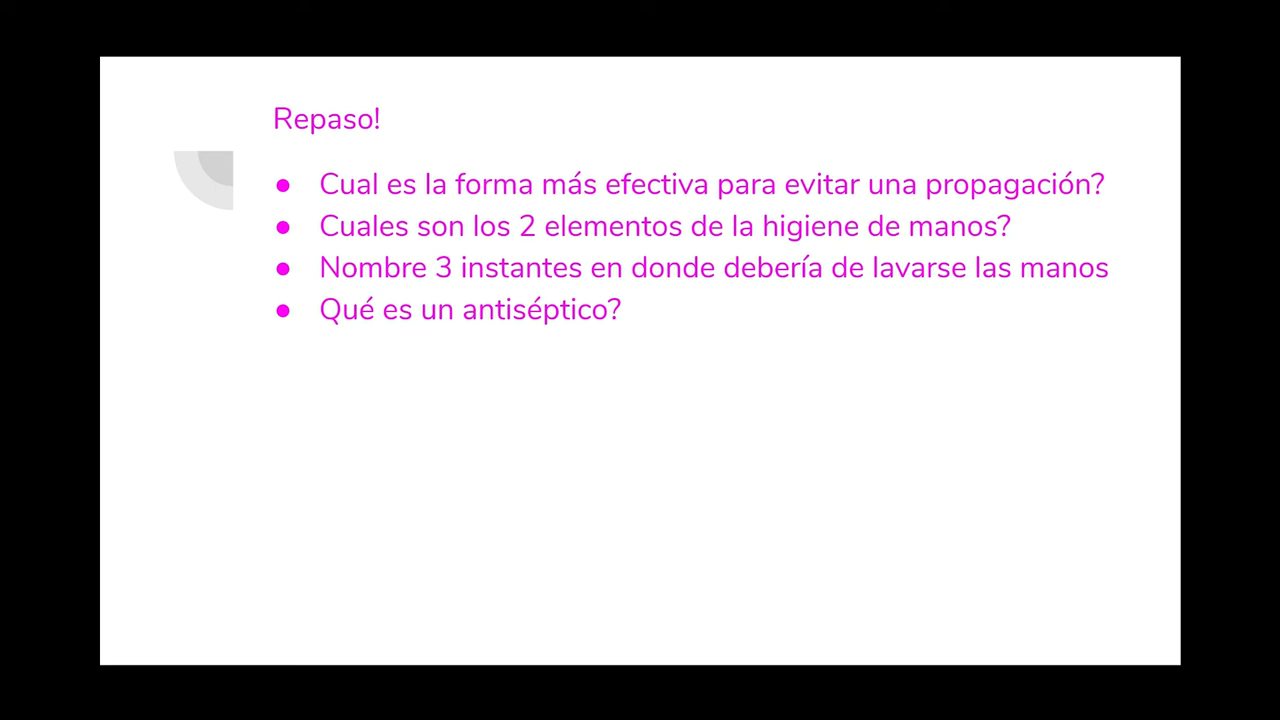 Repaso!
● Cual es la forma más efectiva para evitar una propagación?
● Cuales son los 2 elementos de la higiene de manos?
● Nombre 3 instantes en donde debería de lavarse las manos
● Qué es un antiséptico?